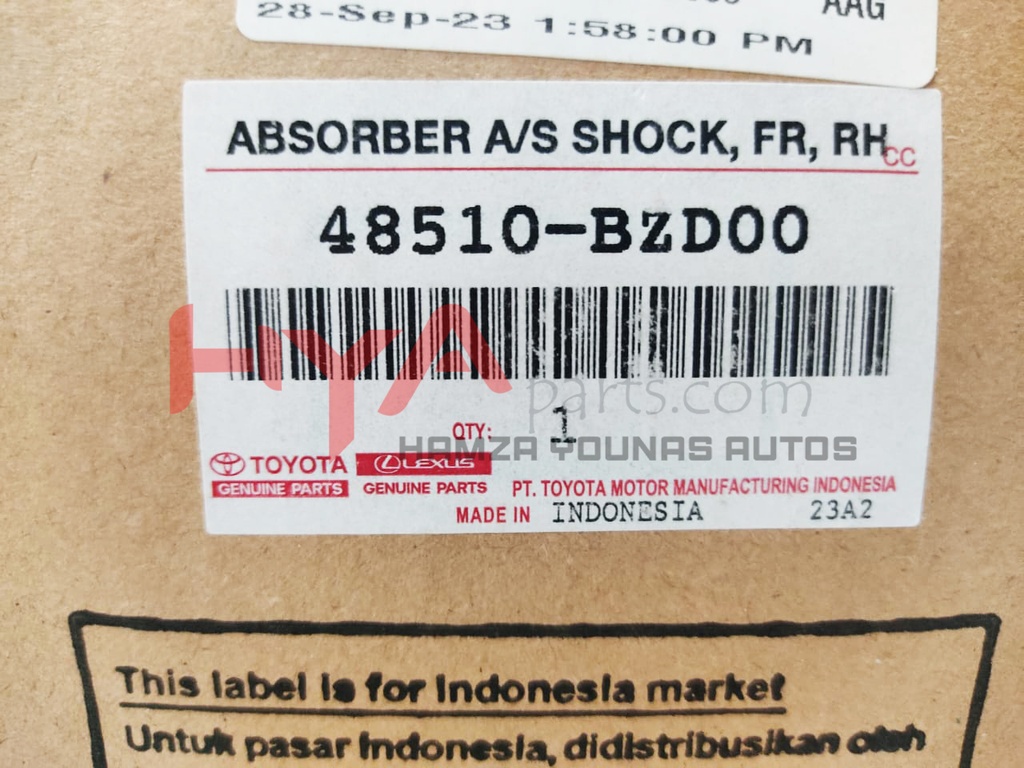 AAG
28-Sep-23 1:58:00 PM
ABSORBER A/S SHOCK, FR, RH
CC
48510-BZD00
HYA
parts.com
QTY: 1
HAMZA YOUNAS AUTOS
TOYOTA LEXUS
GENUINE PARTS GENUINE PARTS PT. TOYOTA MOTOR MANUFACTURING INDONESIA
MADE IN INDONESIA 23A2
This label is for Indonesia market
Untuk pasar Indonesia, didistribusikan oleh